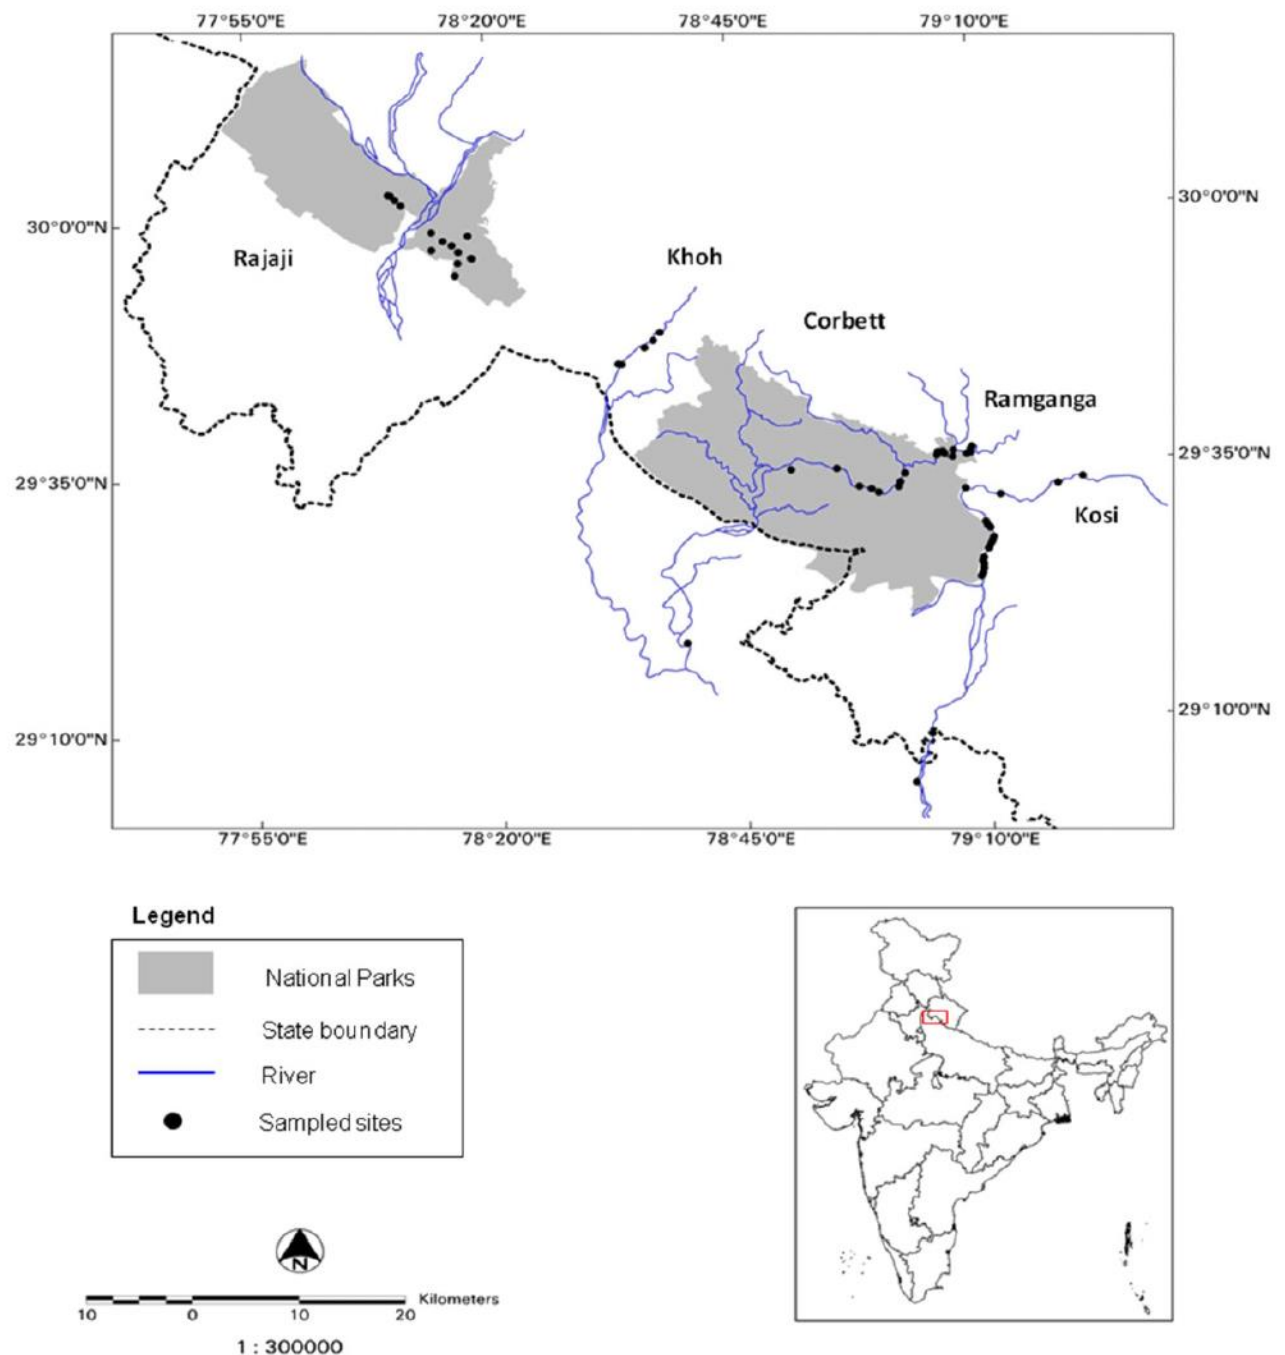 77°55'0"E 78°20'0"E 78°45'0"E 79°10'0"E
30°0'0"N
30°0'0"N
Rajaji
Khoh
Corbett
Ramganga
29°35'0"N
29°35'0"N
Kosi
29°10'0"N
29°10'0"N
77°55'0"E 78°20'0"E 78°45'0"E 79°10'0"E
Legend
National Parks
State boundary
River
Sampled sites
N
Kilometers
10 0 10 20
1 : 300000